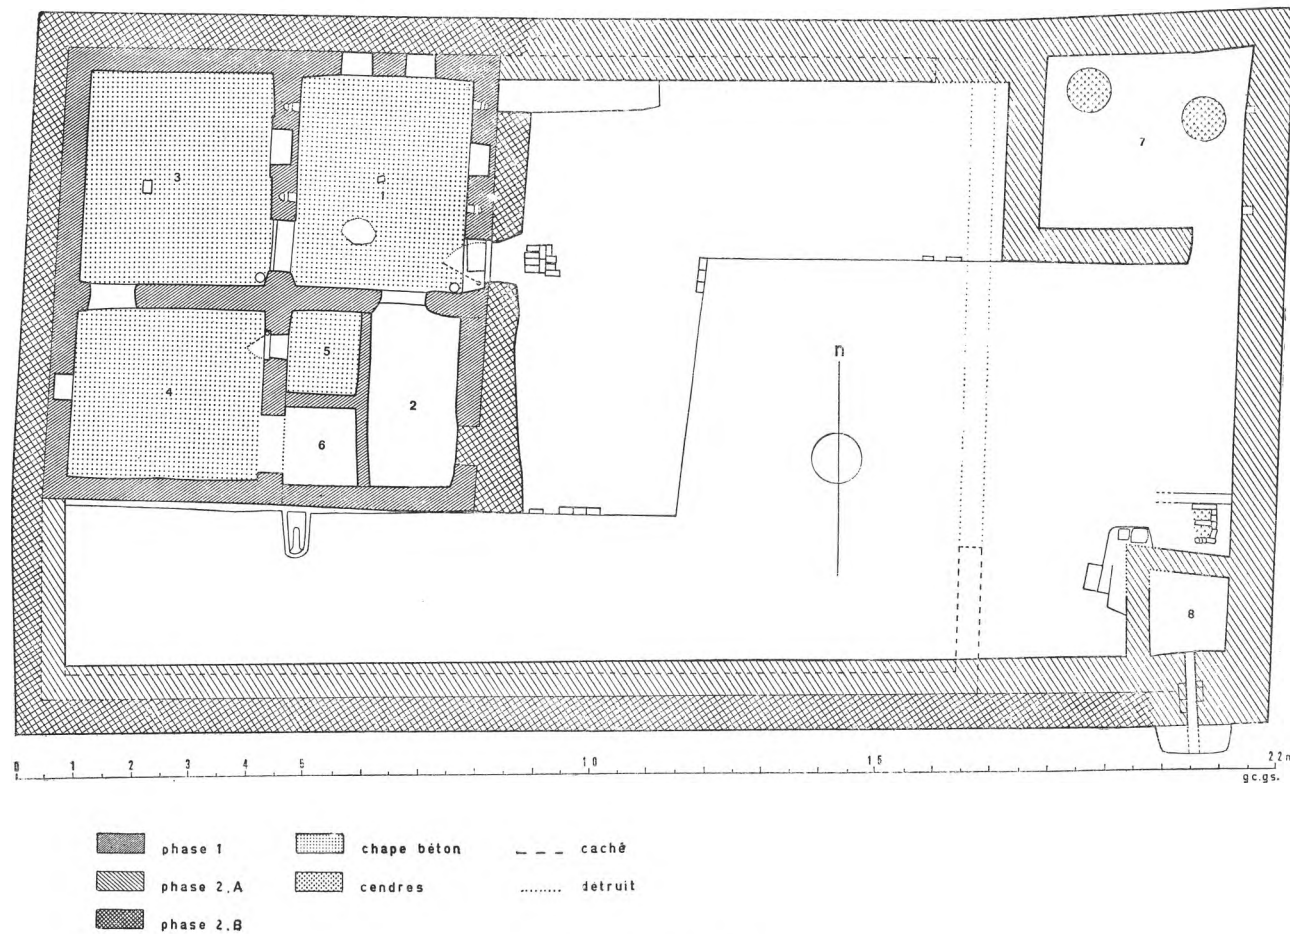 7
3
1
5
4
2
6
n
8
0 1 2 3 4 5 10 15 22m
gc.gs.
phase 1 chape béton caché
phase 2.A cendres détruit
phase 2.B